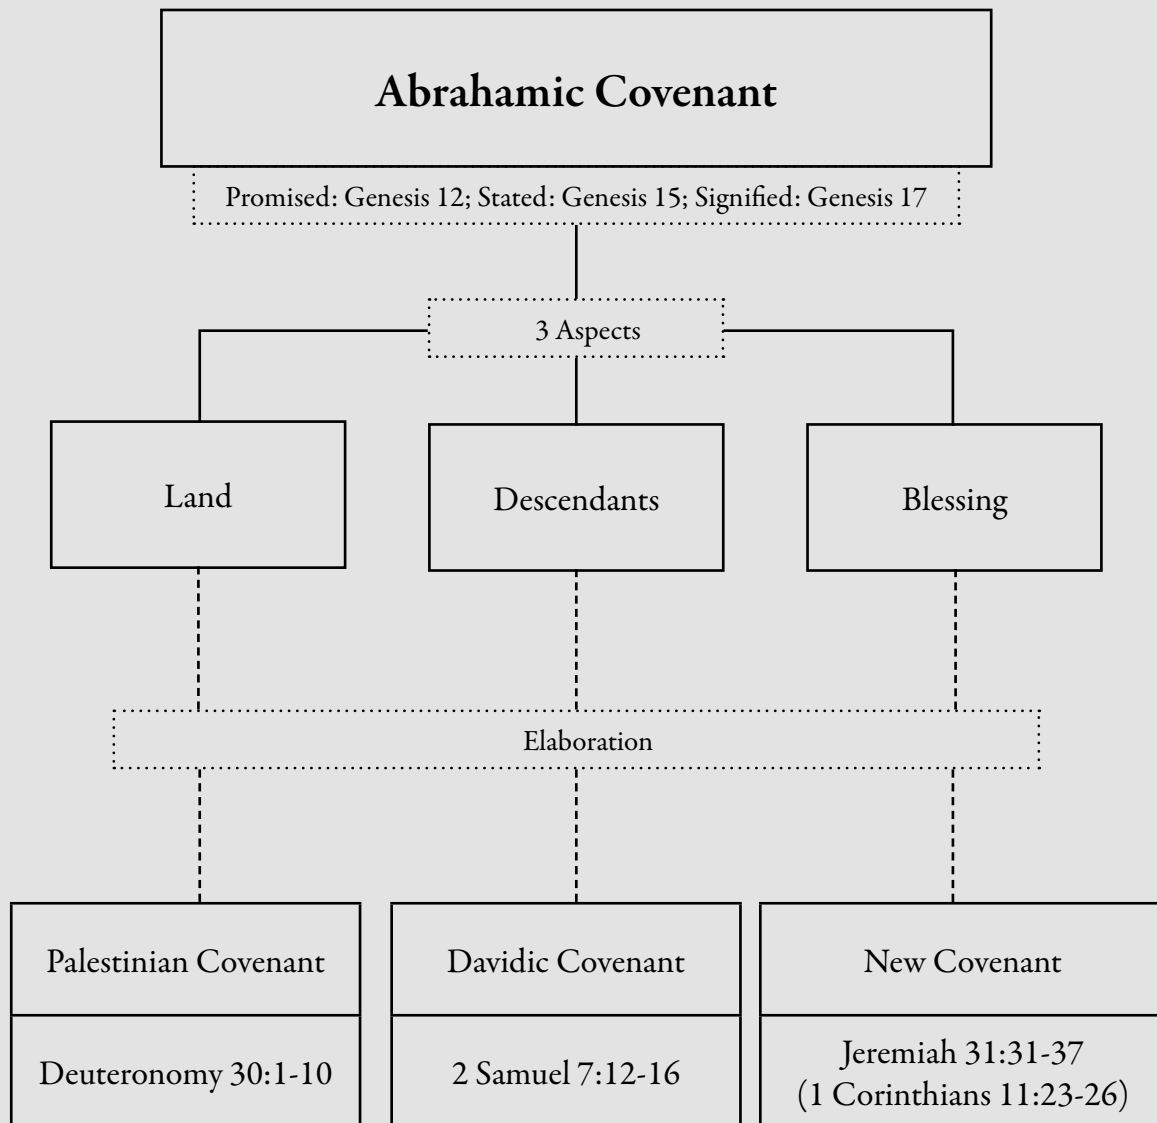 Abrahamic Covenant
Promised: Genesis 12; Stated: Genesis 15; Signified: Genesis 17
3 Aspects
Land
Descendants
Blessing
Elaboration
Palestinian Covenant
Davidic Covenant
New Covenant
Deuteronomy 30:1-10
2 Samuel 7:12-16
Jeremiah 31:31-37
(1 Corinthians 11:23-26)